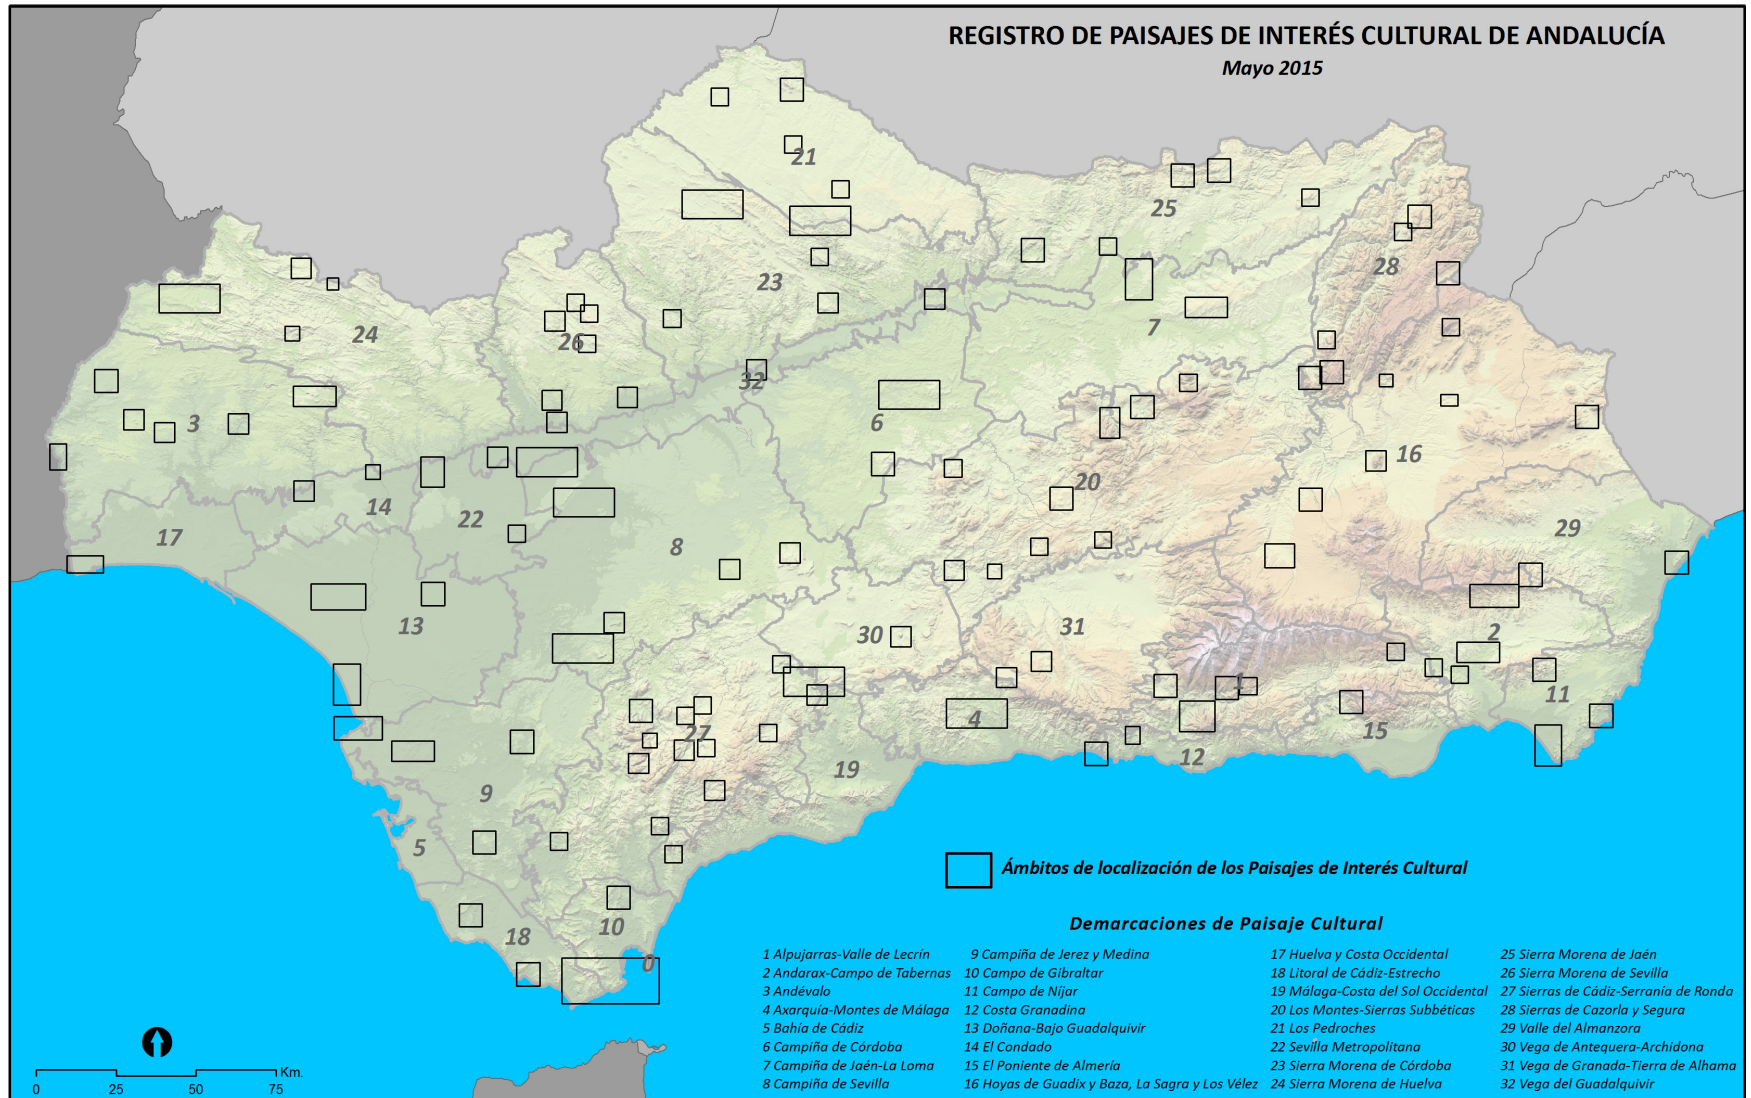 REGISTRO DE PAISAJES DE INTERÉS CULTURAL DE ANDALUCÍA
Mayo 2015
21
25
28
23
24
7
26
32
3
6
16
20
14
22
17
29
8
13
30
31
2
1
11
4
27
15
12
19
9
5
10
18
0
Ámbitos de localización de los Paisajes de Interés Cultural
Demarcaciones de Paisaje Cultural
1 Alpujarras-Valle de Lecrín
2 Andarax-Campo de Tabernas
3 Andévalo
4 Axarquía-Montes de Málaga
5 Bahía de Cádiz
6 Campiña de Córdoba
7 Campiña de Jaén-La Loma
8 Campiña de Sevilla
9 Campiña de Jerez y Medina
10 Campo de Gibraltar
11 Campo de Níjar
12 Costa Granadina
13 Doñana-Bajo Guadalquivir
14 El Condado
15 El Poniente de Almería
16 Hoyas de Guadix y Baza, La Sagra y Los Vélez
17 Huelva y Costa Occidental
18 Litoral de Cádiz-Estrecho
19 Málaga-Costa del Sol Occidental
20 Los Montes-Sierras Subbéticas
21 Los Pedroches
22 Sevilla Metropolitana
23 Sierra Morena de Córdoba
24 Sierra Morena de Huelva
25 Sierra Morena de Jaén
26 Sierra Morena de Sevilla
27 Sierras de Cádiz-Serranía de Ronda
28 Sierras de Cazorla y Segura
29 Valle del Almanzora
30 Vega de Antequera-Archidona
31 Vega de Granada-Tierra de Alhama
32 Vega del Guadalquivir
Km.
0 25 50 75